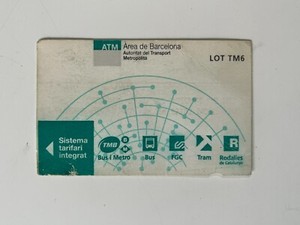 ATM Àrea de Barcelona
Autoritat del Transport
Metropolità
LOT TM6
Sistema
tarifari
integrat
TMB
R
Bus i Metro Bus FGC Tram Rodalies
de Catalunya